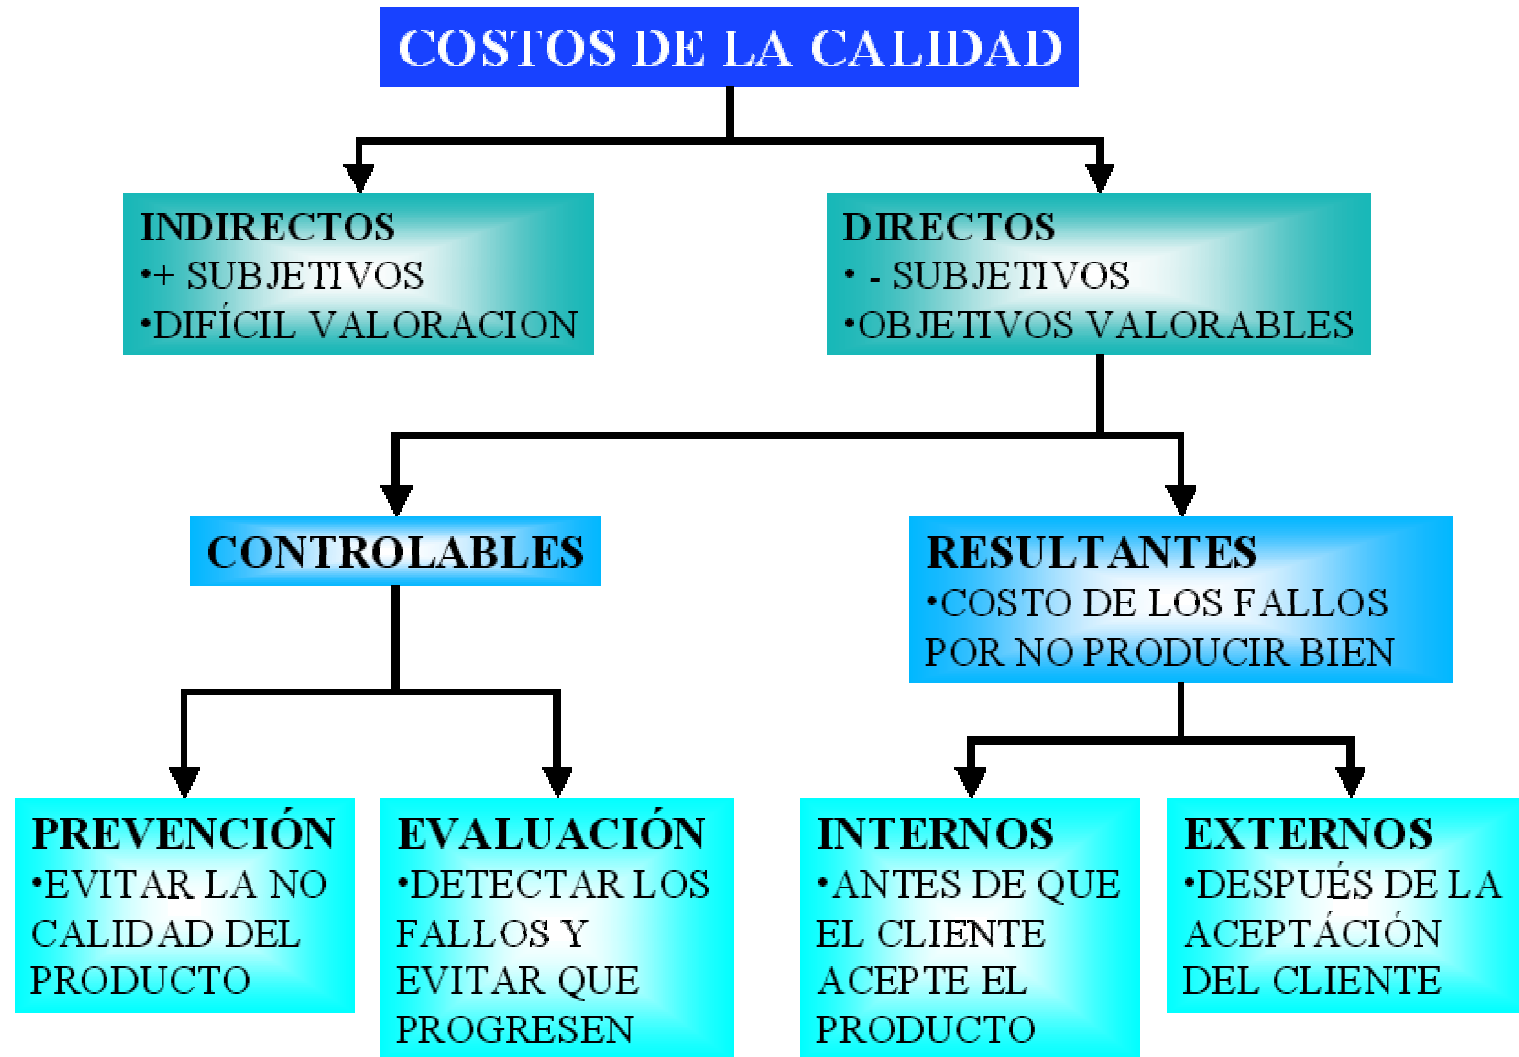 COSTOS DE LA CALIDAD
INDIRECTOS
•+ SUBJETIVOS
•DIFÍCIL VALORACION
DIRECTOS
• - SUBJETIVOS
•OBJETIVOS VALORABLES
CONTROLABLES
RESULTANTES
•COSTO DE LOS FALLOS
POR NO PRODUCIR BIEN
PREVENCIÓN
•EVITAR LA NO
CALIDAD DEL
PRODUCTO
EVALUACIÓN
•DETECTAR LOS
FALLOS Y
EVITAR QUE
PROGRESEN
INTERNOS
•ANTES DE QUE
EL CLIENTE
ACEPTE EL
PRODUCTO
EXTERNOS
•DESPUÉS DE LA
ACEPTÁCIÓN
DEL CLIENTE